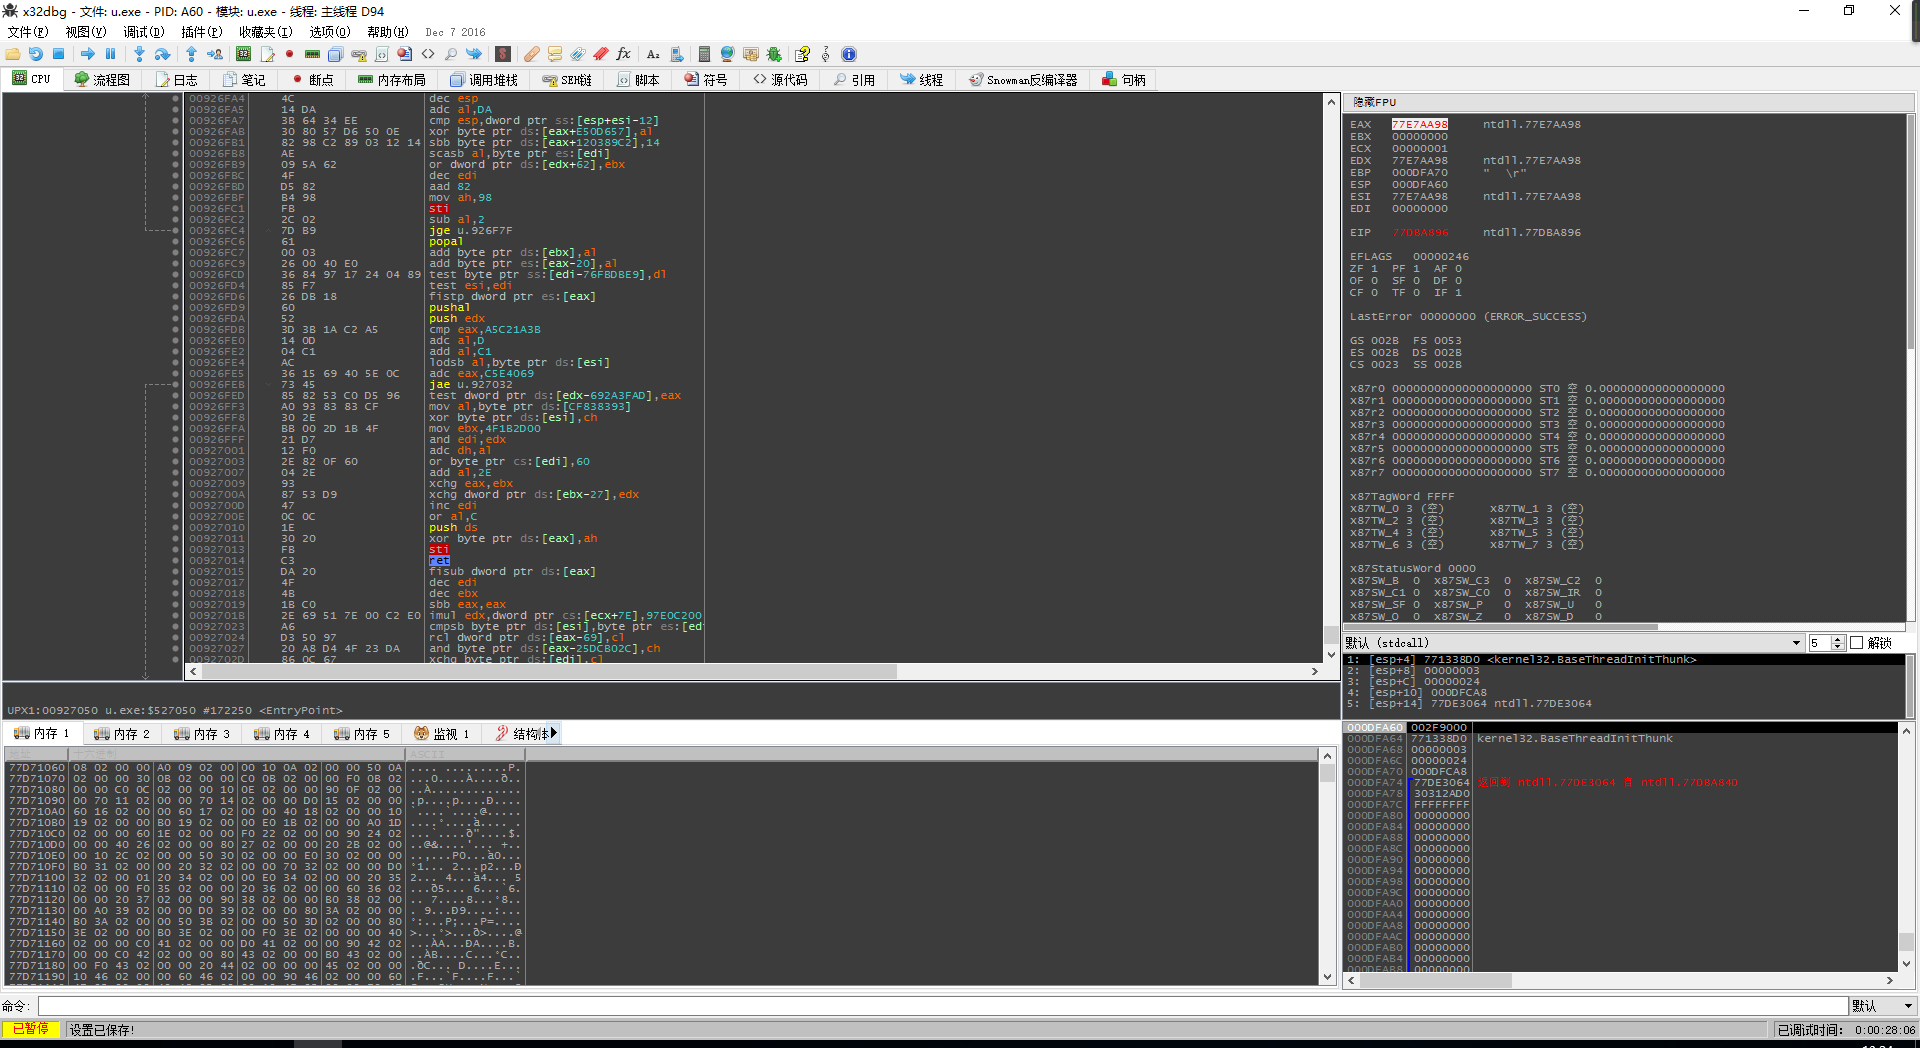 x32dbg - 文件: u.exe - PID: A60 - 模块: u.exe - 线程: 主线程 D94
文件(F) 视图(V) 调试(D) 插件(P) 收藏夹(I) 选项(O) 帮助(H) Dec 7 2016
CPU 流程图 日志 笔记 断点 内存布局 调用堆栈 SEH链 脚本 符号 源代码 引用 线程 Snowman反编译器 句柄
00926FA4 4C dec esp
00926FA5 14 DA adc al,DA
00926FA7 3B 64 34 EE cmp esp,dword ptr ss:[esp+esi-12]
00926FAB 30 80 57 D6 50 0E xor byte ptr ds:[eax+E50D657],al
00926FB1 82 98 C2 89 03 12 14 sbb byte ptr ds:[eax+120389C2],14
00926FB8 AE scasb al,byte ptr es:[edi]
00926FB9 09 5A 62 or dword ptr ds:[edx+62],ebx
00926FBC 4F dec edi
00926FBD D5 82 aad 82
00926FBF B4 98 mov ah,98
00926FC1 FB sti
00926FC2 2C 02 sub al,2
00926FC4 7D B9 jge u.926F7F
00926FC6 61 popal
00926FC7 00 03 add byte ptr ds:[ebx],al
00926FC9 26 00 40 E0 add byte ptr es:[eax-20],al
00926FCD 36 84 97 17 24 04 89 test byte ptr ss:[edi-76FBDBE9],dl
00926FD4 85 F7 test esi,edi
00926FD6 26 DB 18 fistp dword ptr es:[eax]
00926FD9 60 pushal
00926FDA 52 push edx
00926FDB 3D 3B 1A C2 A5 cmp eax,A5C21A3B
00926FE0 14 0D adc al,D
00926FE2 04 C1 add al,C1
00926FE4 AC lodsb al,byte ptr ds:[esi]
00926FE5 36 15 69 40 5E 0C adc eax,C5E4069
00926FEB 73 45 jae u.927032
00926FED 85 82 53 C0 D5 96 test dword ptr ds:[edx-692A3FAD],eax
00926FF3 A0 93 83 83 CF mov al,byte ptr ds:[CF838393]
00926FF8 30 2E xor byte ptr ds:[esi],ch
00926FFA BB 00 2D 1B 4F mov ebx,4F1B2D00
00926FFF 21 D7 and edi,edx
00927001 12 F0 adc dh,al
00927003 2E 82 0F 60 or byte ptr cs:[edi],60
00927007 04 2E add al,2E
00927009 93 xchg eax,ebx
0092700A 87 53 D9 xchg dword ptr ds:[ebx-27],edx
0092700D 47 inc edi
0092700E 0C 0C or al,C
00927010 1E push ds
00927011 30 20 xor byte ptr ds:[eax],ah
00927013 FB sti
00927014 C3 ret
00927015 DA 20 fisub dword ptr ds:[eax]
00927017 4F dec edi
00927018 4B dec ebx
00927019 1B C0 sbb eax,eax
0092701B 2E 69 51 7E 00 C2 E0 imul edx,dword ptr cs:[ecx+7E],97E0C200
00927023 A6 cmpsb byte ptr ds:[esi],byte ptr es:[edi
00927024 D3 50 97 rcl dword ptr ds:[eax-69],cl
00927027 20 A8 D4 4F 23 DA and byte ptr ds:[eax-25DCB02C],ch
0092702D 86 0C 67 xchg byte ptr ds:[edi],cl
UPX1:00927050 u.exe:$527050 #172250 <EntryPoint>
隐藏FPU
EAX 77E7AA98 ntdll.77E7AA98
EBX 00000000
ECX 00000001
EDX 77E7AA98 ntdll.77E7AA98
EBP 000DFA70 " \r"
ESP 000DFA60
ESI 77E7AA98 ntdll.77E7AA98
EDI 00000000
EIP 77DBA896 ntdll.77DBA896
EFLAGS 00000246
ZF 1 PF 1 AF 0
OF 0 SF 0 DF 0
CF 0 TF 0 IF 1
LastError 00000000 (ERROR_SUCCESS)
GS 002B FS 0053
ES 002B DS 002B
CS 0023 SS 002B
x87r0 00000000000000000000 ST0 空 0.000000000000000000
x87r1 00000000000000000000 ST1 空 0.000000000000000000
x87r2 00000000000000000000 ST2 空 0.000000000000000000
x87r3 00000000000000000000 ST3 空 0.000000000000000000
x87r4 00000000000000000000 ST4 空 0.000000000000000000
x87r5 00000000000000000000 ST5 空 0.000000000000000000
x87r6 00000000000000000000 ST6 空 0.000000000000000000
x87r7 00000000000000000000 ST7 空 0.000000000000000000
x87TagWord FFFF
x87TW_0 3 (空) x87TW_1 3 (空)
x87TW_2 3 (空) x87TW_3 3 (空)
x87TW_4 3 (空) x87TW_5 3 (空)
x87TW_6 3 (空) x87TW_7 3 (空)
x87StatusWord 0000
x87SW_B 0 x87SW_C3 0 x87SW_C2 0
x87SW_C1 0 x87SW_C0 0 x87SW_IR 0
x87SW_SF 0 x87SW_P 0 x87SW_U 0
x87SW_O 0 x87SW_Z 0 x87SW_D 0
默认 (stdcall) 5 解锁
1: [esp+4] 771338D0 <kernel32.BaseThreadInitThunk>
2: [esp+8] 00000003
3: [esp+C] 00000024
4: [esp+10] 000DFCA8
5: [esp+14] 77DE3064 ntdll.77DE3064
内存 1 内存 2 内存 3 内存 4 内存 5 监视 1 结构体
ASCII
77D71060 08 02 00 00 A0 09 02 00 00 10 0A 02 00 00 50 0A
77D71070 02 00 00 30 0B 02 00 00 C0 0B 02 00 00 F0 0B 02
77D71080 00 00 C0 0C 02 00 00 10 0E 02 00 00 90 0F 02 00
77D71090 00 70 11 02 00 00 70 14 02 00 00 D0 15 02 00 00
77D710A0 60 16 02 00 00 60 17 02 00 00 40 18 02 00 00 10
77D710B0 19 02 00 00 B0 19 02 00 00 E0 1B 02 00 00 A0 1D
77D710C0 02 00 00 60 1E 02 00 00 F0 22 02 00 00 90 24 02
77D710D0 00 00 40 26 02 00 00 80 27 02 00 00 20 2B 02 00
77D710E0 00 10 2C 02 00 00 50 30 02 00 00 E0 30 02 00 00
77D710F0 B0 31 02 00 00 20 32 02 00 00 70 32 02 00 00 D0
77D71100 32 02 00 01 20 34 02 00 00 E0 34 02 00 00 20 35
77D71110 02 00 00 F0 35 02 00 00 20 36 02 00 00 60 36 02
77D71120 00 00 20 37 02 00 00 90 38 02 00 00 B0 38 02 00
77D71130 00 A0 39 02 00 00 D0 39 02 00 00 80 3A 02 00 00
77D71140 B0 3A 02 00 00 50 3B 02 00 00 50 3D 02 00 00 80
77D71150 3E 02 00 00 B0 3E 02 00 00 F0 3E 02 00 00 00 40
77D71160 02 00 00 C0 41 02 00 00 D0 41 02 00 00 90 42 02
77D71170 00 00 C0 42 02 00 00 80 43 02 00 00 B0 43 02 00
77D71180 00 F0 43 02 00 00 20 44 02 00 00 00 45 02 00 00
77D71190 10 46 02 00 00 60 46 02 00 00 90 46 02 00 00 60
000DFA60 002F9000
000DFA64 771338D0 kernel32.BaseThreadInitThunk
000DFA68 00000003
000DFA6C 00000024
000DFA70 000DFCA8
000DFA74 77DE3064 返回到 ntdll.77DE3064 自 ntdll.77DBA84D
000DFA78 30312AD0
000DFA7C FFFFFFFF
000DFA80 00000000
000DFA84 00000000
000DFA88 00000000
000DFA8C 00000000
000DFA90 00000000
000DFA94 00000000
000DFA98 00000000
000DFA9C 00000000
000DFAA0 00000000
000DFAA4 00000000
000DFAA8 00000000
000DFAAC 00000000
000DFAB0 00000000
000DFAB4 00000000
000DFAB8 00000000
命令: 默认
已暂停 设置已保存! 已调试时间: 0:00:28:06